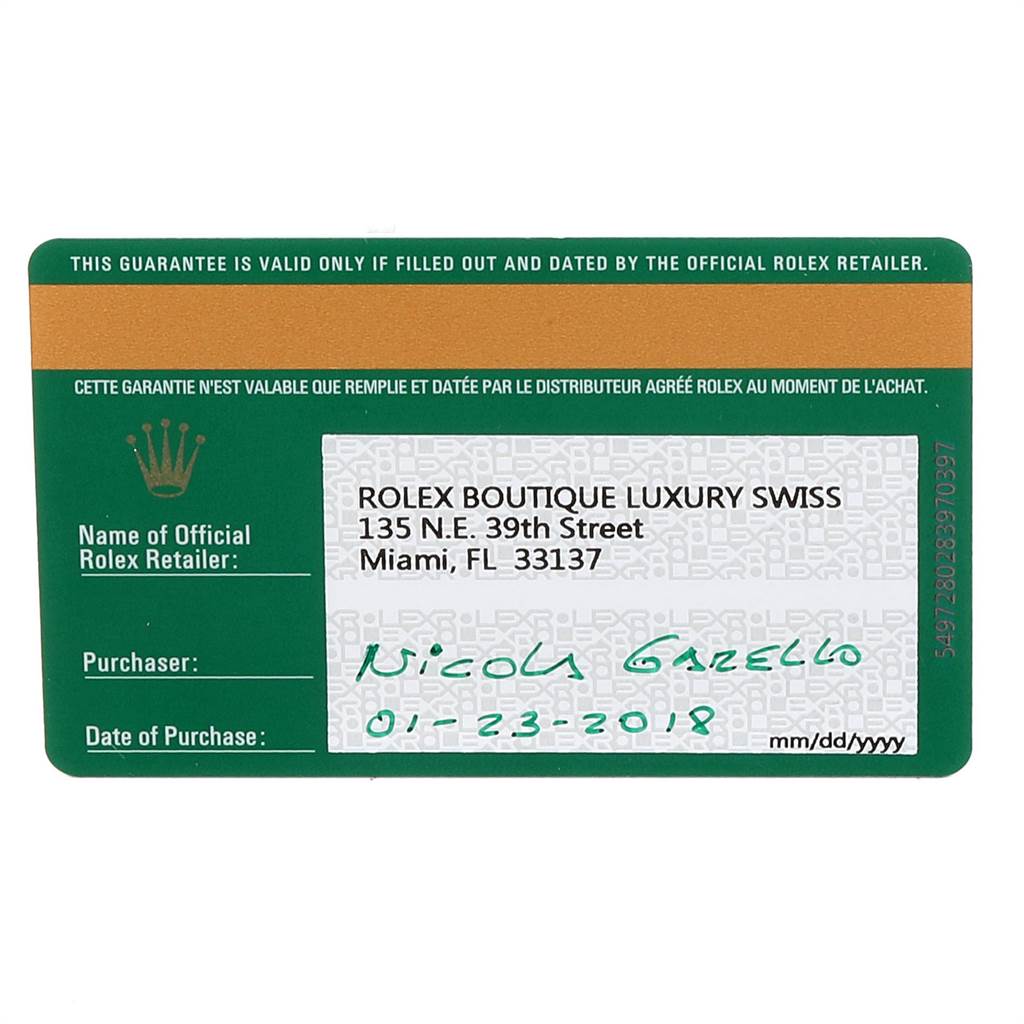 THIS GUARANTEE IS VALID ONLY IF FILLED OUT AND DATED BY THE OFFICIAL ROLEX RETAILER.
CETTE GARANTIE N'EST VALABLE QUE REMPLIE ET DATÉE PAR LE DISTRIBUTEUR AGRÉÉ ROLEX AU MOMENT DE L'ACHAT.
Name of Official
Rolex Retailer:
ROLEX BOUTIQUE LUXURY SWISS
135 N.E. 39th Street
Miami, FL 33137
Purchaser:
Nicola GARELLO
Date of Purchase:
01-23-2018
mm/dd/yyyy
5497280283970397